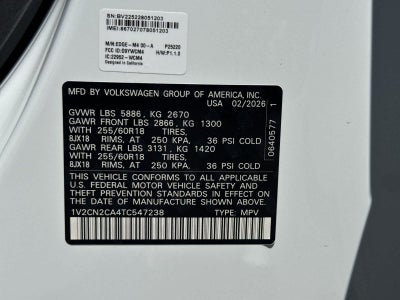 SN:BV225228051203
IMEI:867027078051203
M/N:EDGE-M4 00-A P25220
FCC ID:D9YWCM4 H/W:P1.1.0
IC:22952-WCM4
Designed in California
MFD BY VOLKSWAGEN GROUP OF AMERICA, INC.
USA 02/2026
GVWR LBS 5886, KG 2670
GAWR FRONT LBS 2866, KG 1300
WITH 255/60R18 TIRES,
8JX18 RIMS, AT 250 KPA, 36 PSI COLD
GAWR REAR LBS 3131, KG 1420
WITH 255/60R18 TIRES,
8JX18 RIMS, AT 250 KPA, 36 PSI COLD
THIS VEHICLE CONFORMS TO ALL APPLICABLE
U.S. FEDERAL MOTOR VEHICLE SAFETY AND
THEFT PREVENTION STANDARDS IN EFFECT ON
THE DATE OF MANUFACTURE SHOWN ABOVE.
1V2CN2CA4TC547238 TYPE: MPV
0640577 1